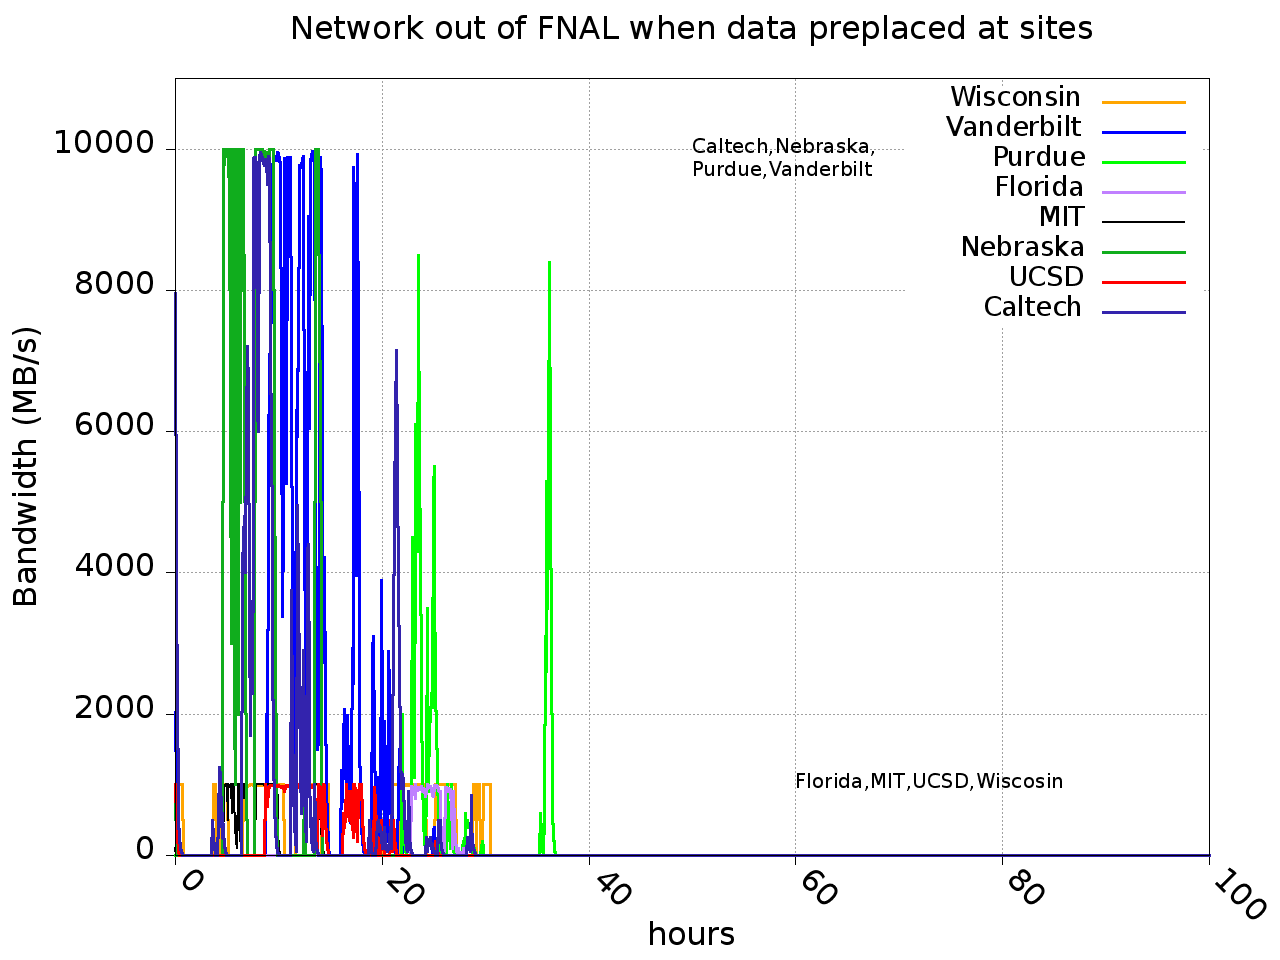 Network out of FNAL when data preplaced at sites
Wisconsin
Vanderbilt
Purdue
Florida
MIT
Nebraska
UCSD
Caltech
Caltech,Nebraska,
Purdue,Vanderbilt
Florida,MIT,UCSD,Wiscosin
Bandwidth (MB/s)
10000
8000
6000
4000
2000
0
0 20 40 60 80 100
hours